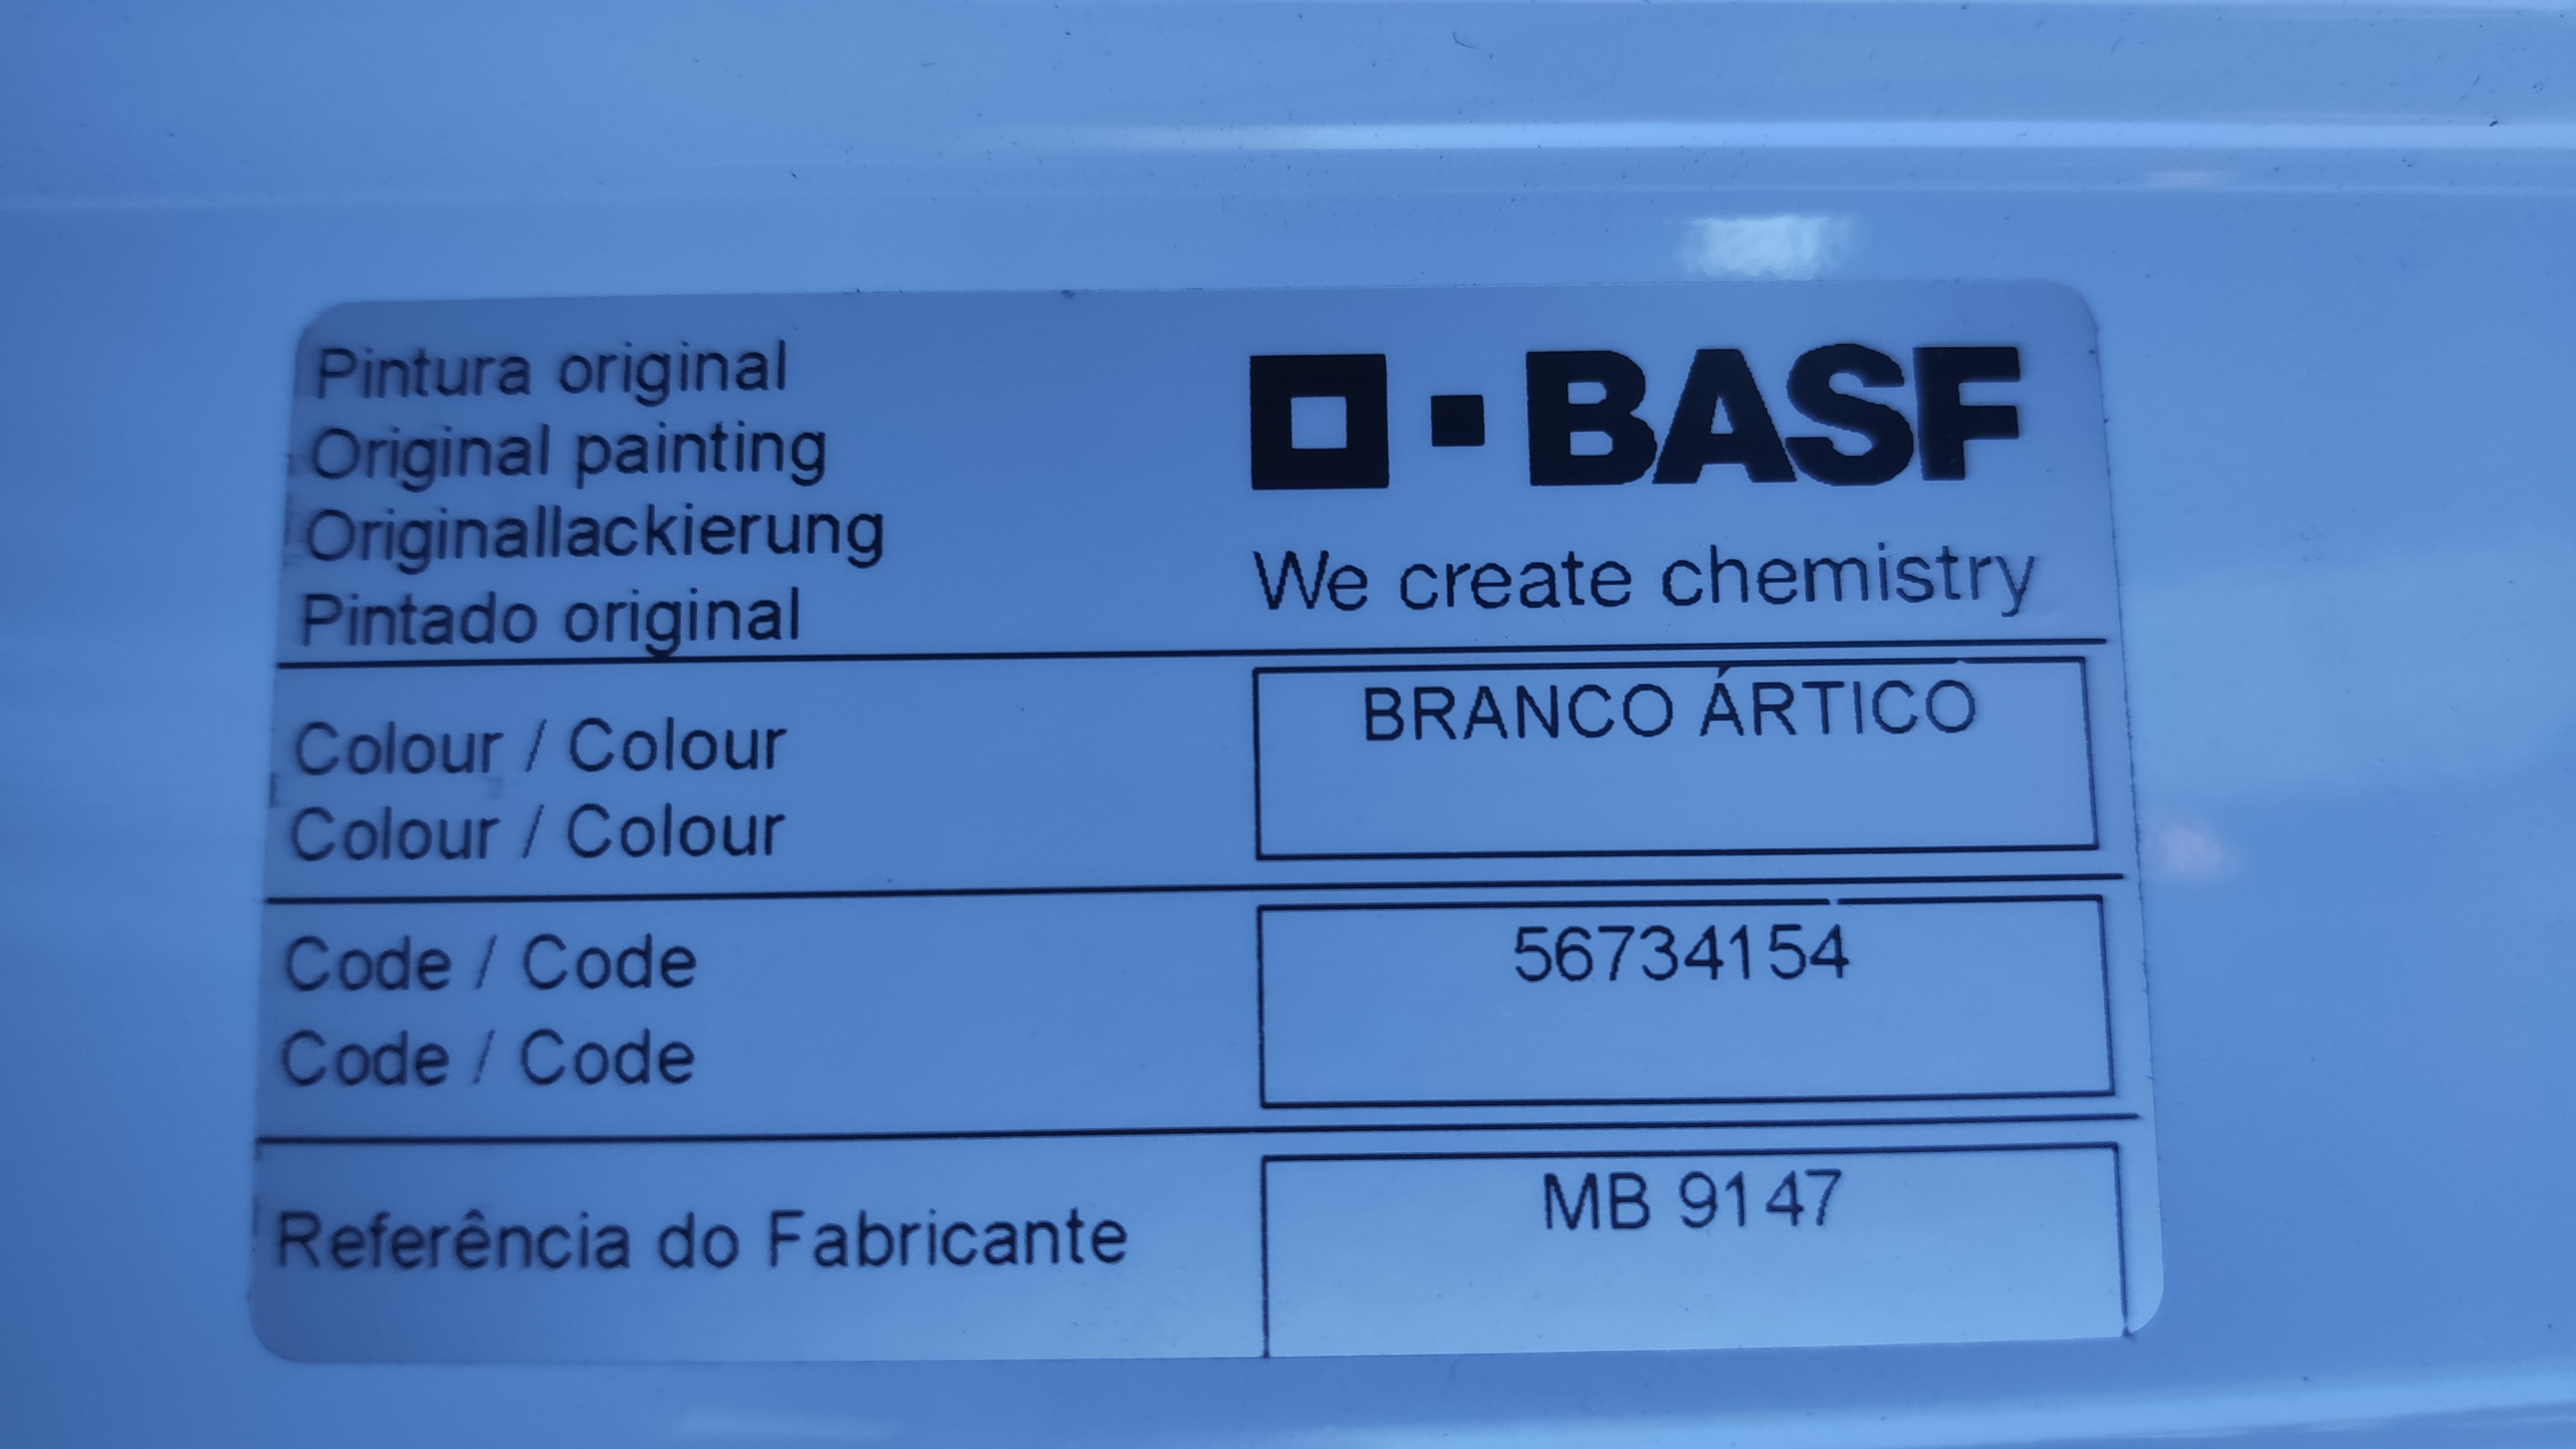 Pintura original
Original painting
Originallackierung
Pintado original
BASF
We create chemistry
Colour / Colour
Colour / Colour
BRANCO ÁRTICO
Code / Code
Code / Code
56734154
Referência do Fabricante
MB 9147